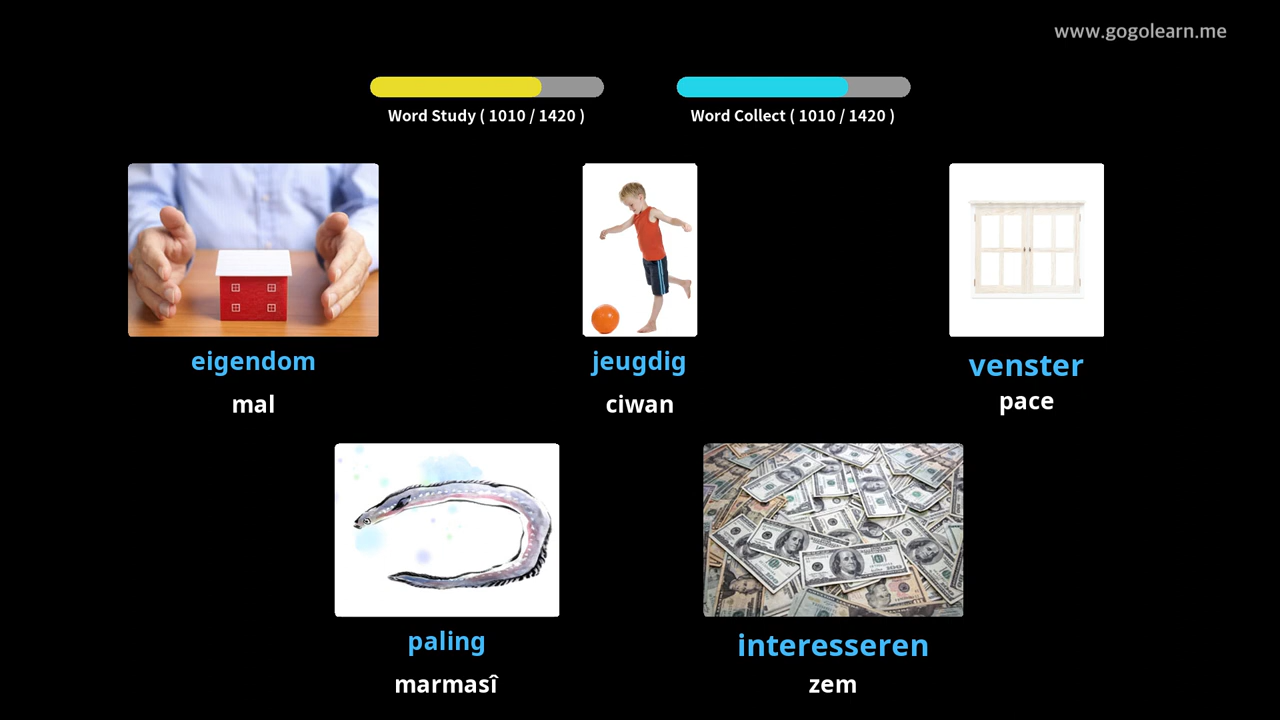 www.gogolearn.me
Word Study ( 1010 / 1420 )
Word Collect ( 1010 / 1420 )
eigendom
mal
jeugdig
ciwan
venster
pace
paling
marmasî
interesseren
zem